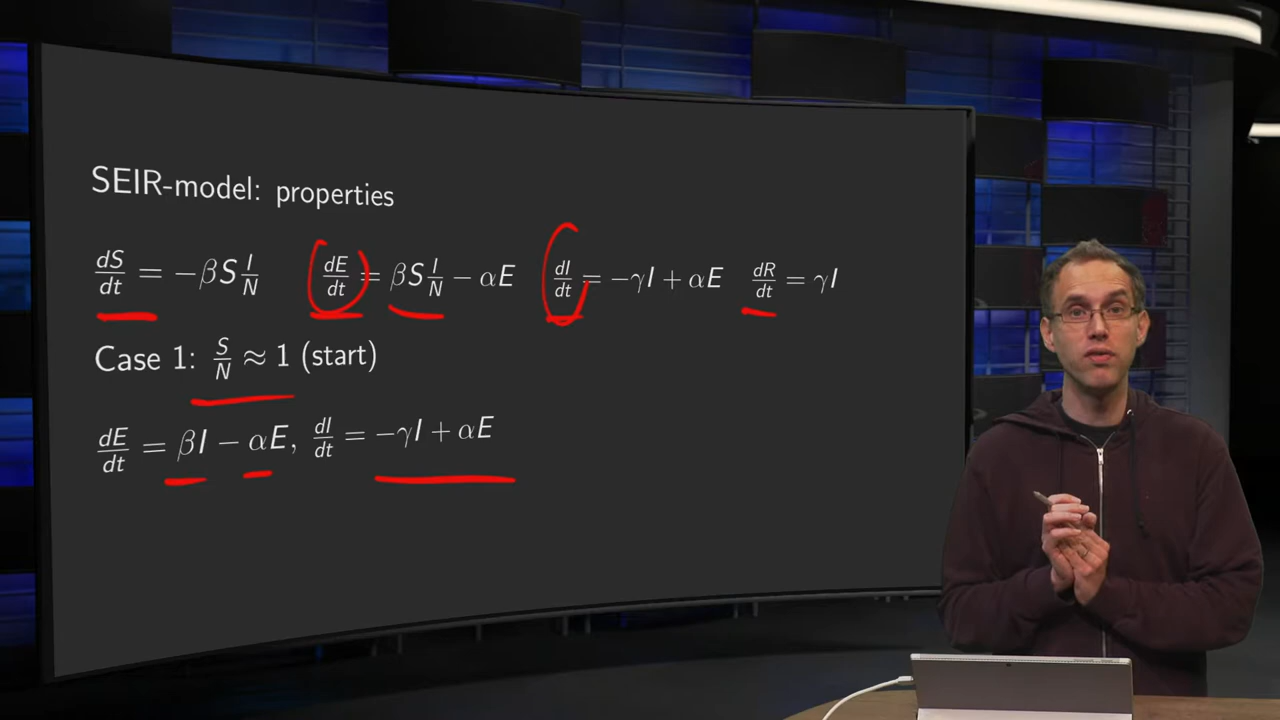 SEIR-model: properties
dS/dt = −βS I/N dE/dt = βS I/N − αE dI/dt = −γI + αE dR/dt = γI
Case 1: S/N ≈ 1 (start)
dE/dt = βI − αE, dI/dt = −γI + αE